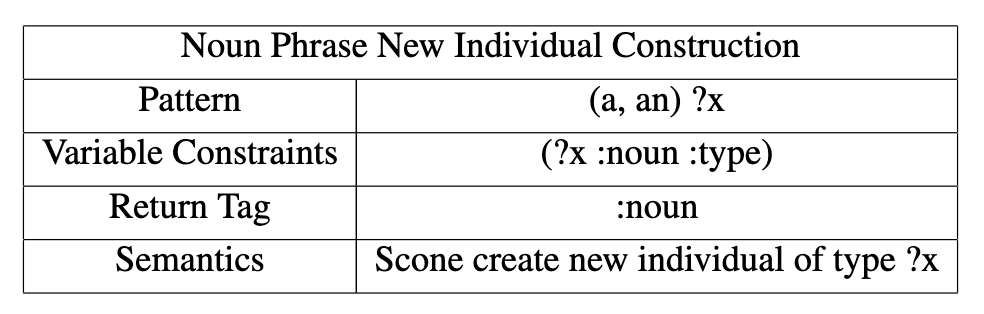 Noun Phrase New Individual Construction
Pattern (a, an) ?x
Variable Constraints (?x :noun :type)
Return Tag :noun
Semantics Scone create new individual of type ?x